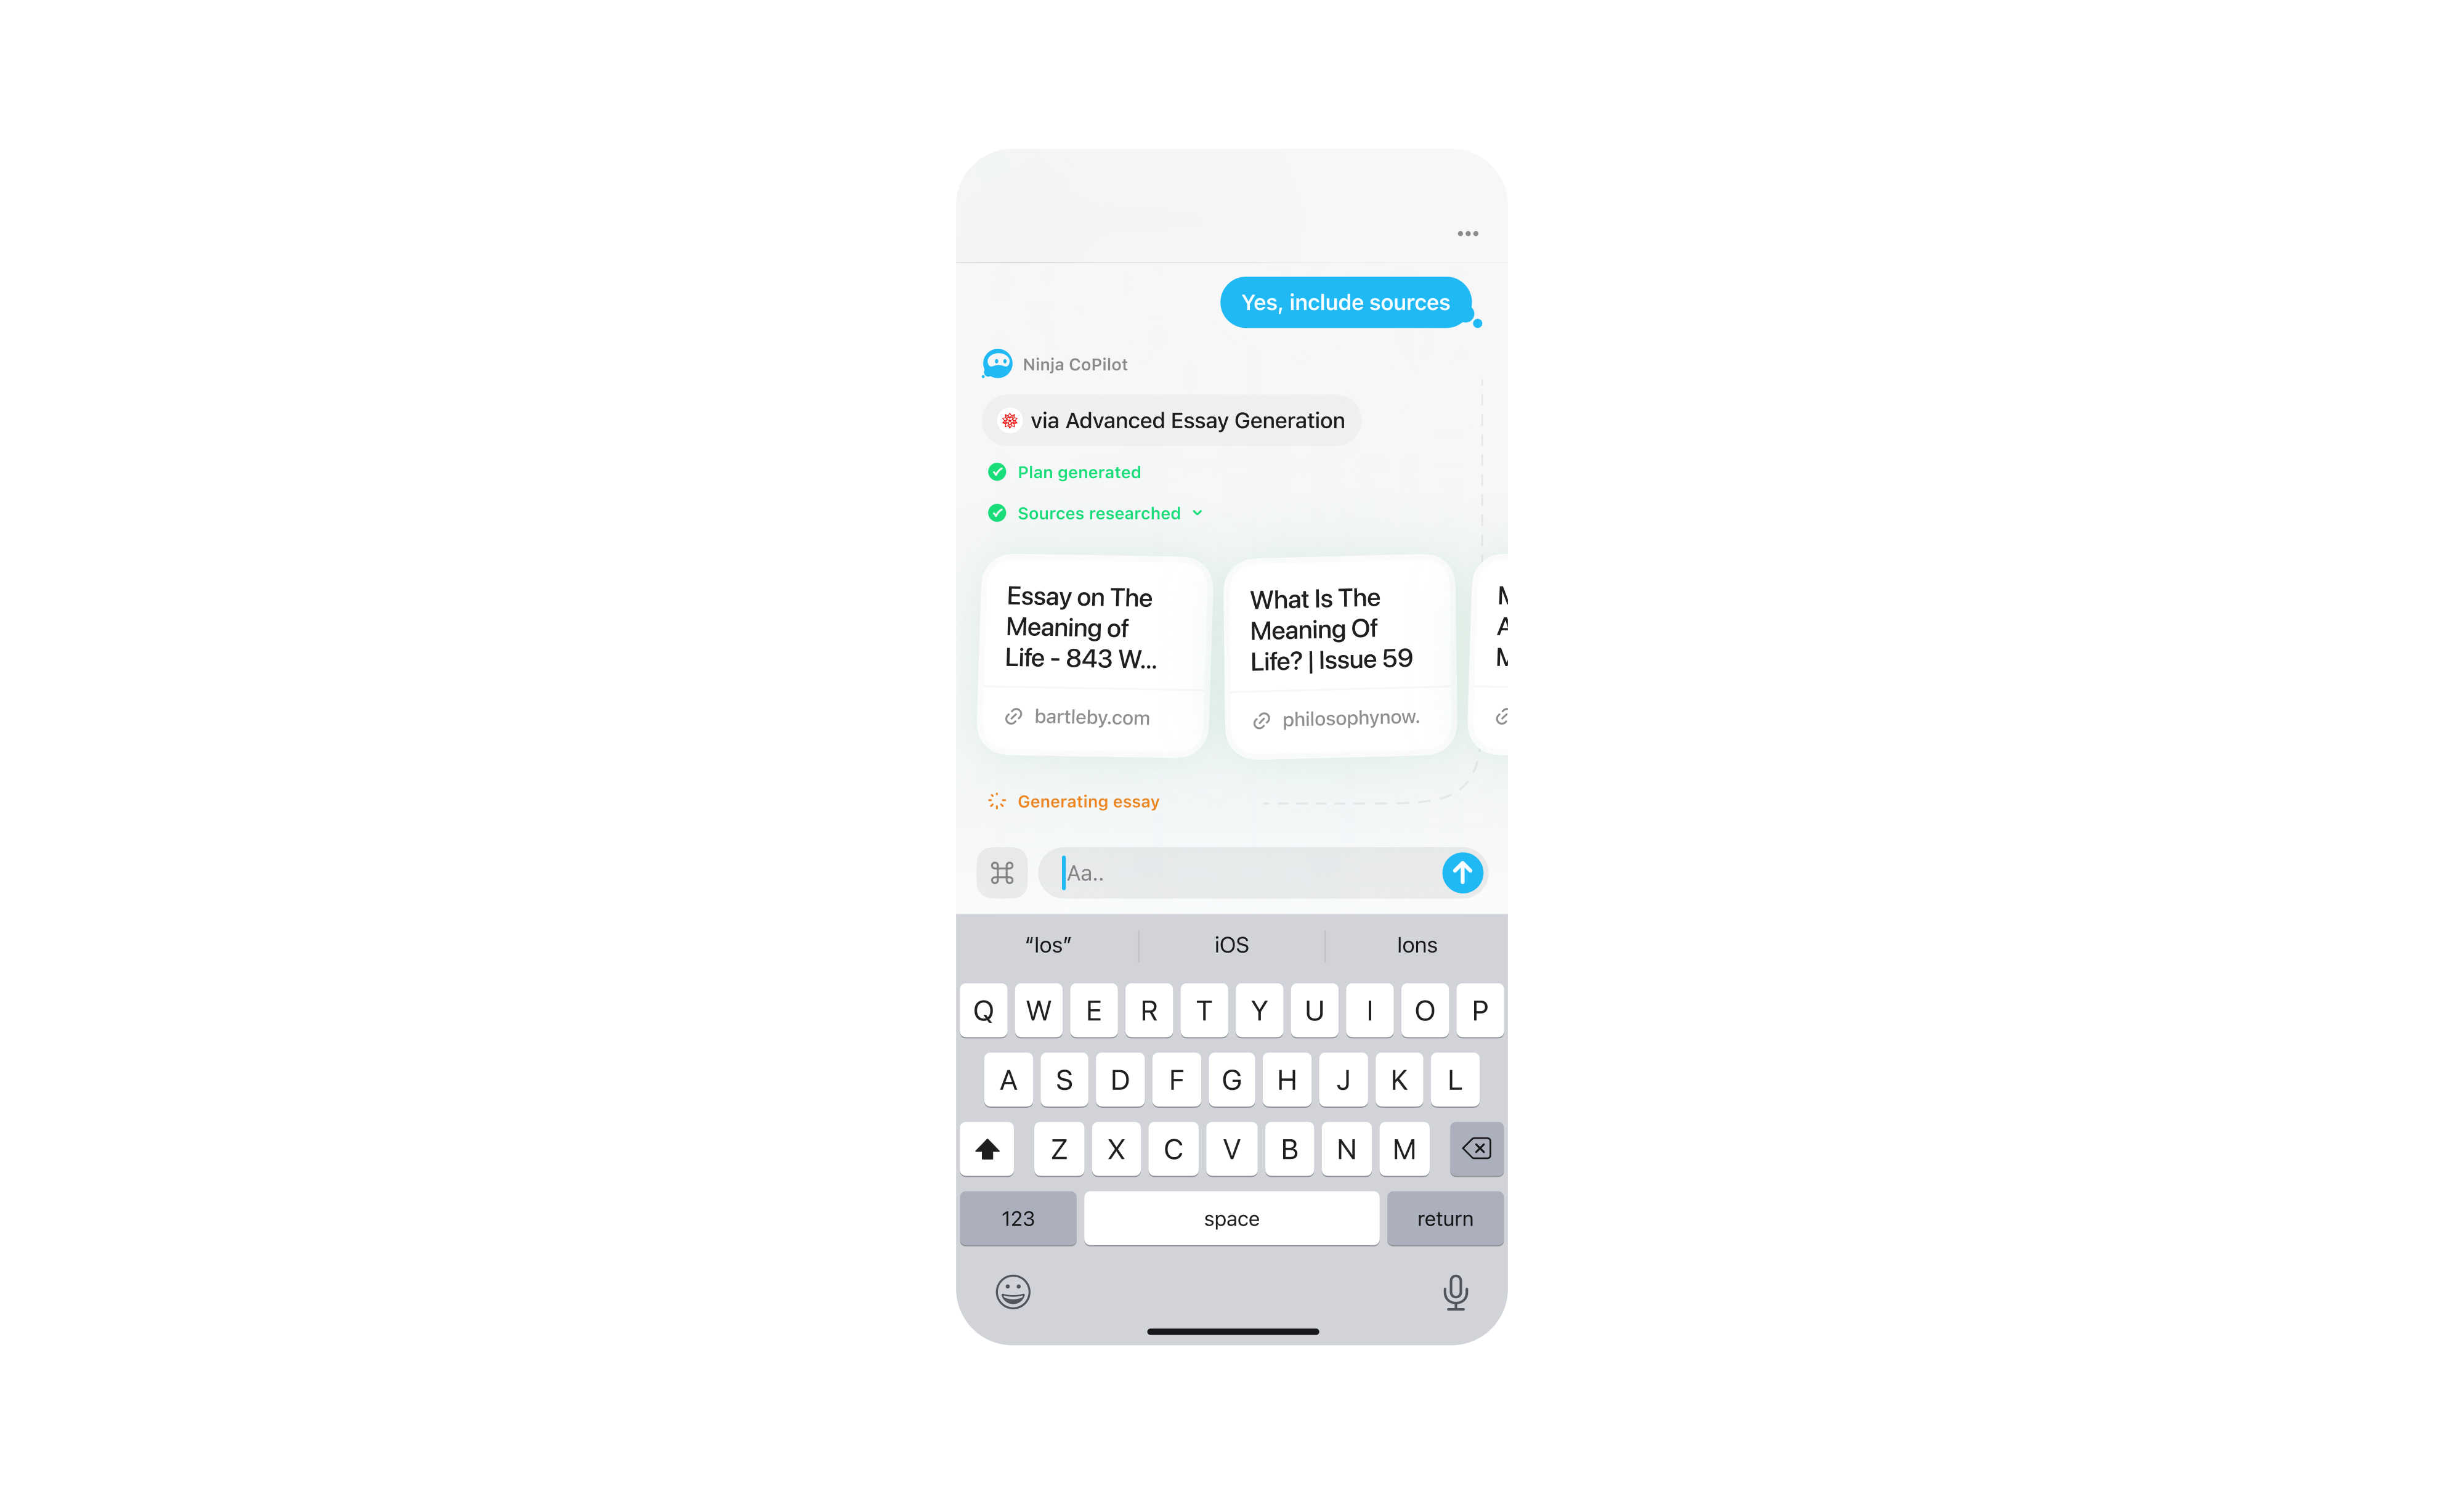 Yes, include sources
Ninja CoPilot
via Advanced Essay Generation
Plan generated
Sources researched
Essay on The
Meaning of
Life - 843 W...
bartleby.com
What Is The
Meaning Of
Life? | Issue 59
philosophynow.
Generating essay
Aa..
“Ios” iOS Ions
Q W E R T Y U I O P
A S D F G H J K L
Z X C V B N M
123 space return